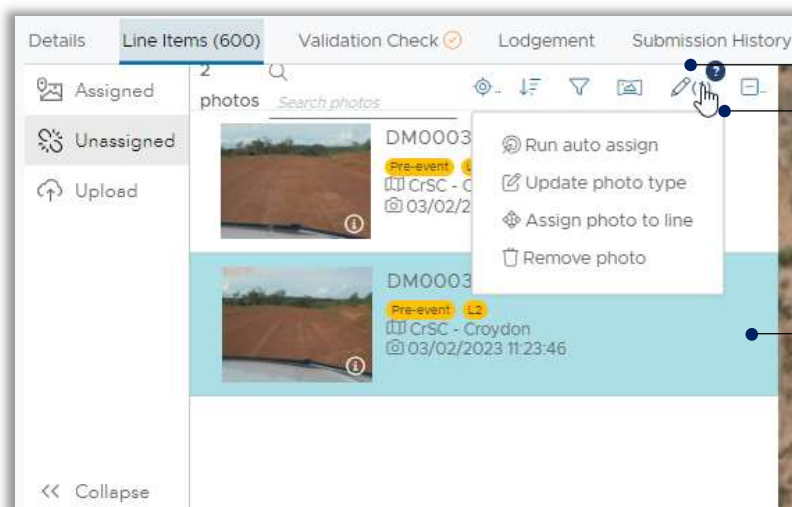 Details Line Items (600) Validation Check Lodgement Submission History
Assigned
Unassigned
Upload
Collapse
2
photos Search photos
?
DM0003
Pre-event
CrSC - C
03/02/2
Run auto assign
Update photo type
Assign photo to line
Remove photo
DM0003
Pre-event L2
CrSC - Croydon
03/02/2023 11:23:46